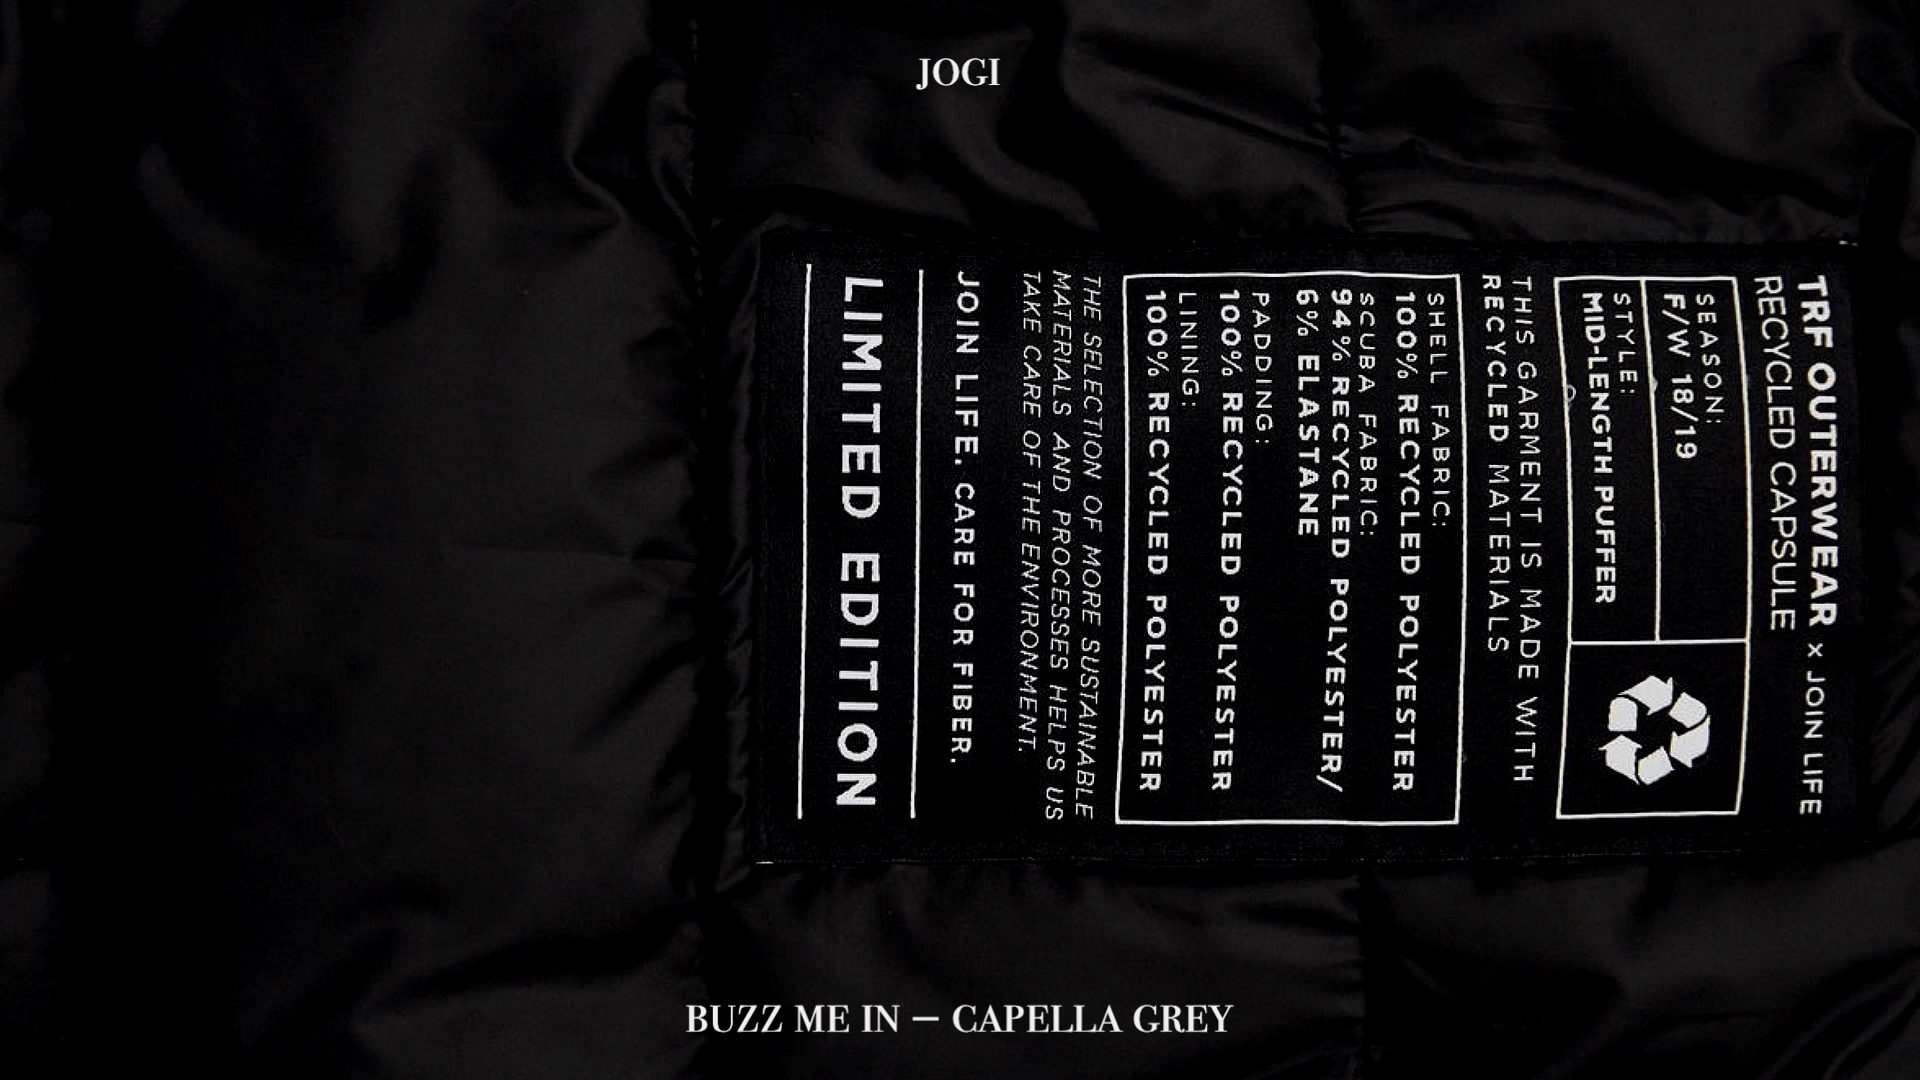 JOGI
TRF OUTERWEAR x JOIN LIFE
RECYCLED CAPSULE
SEASON:
F/W 18/19
STYLE:
MID-LENGTH PUFFER
THIS GARMENT IS MADE WITH
RECYCLED MATERIALS
SHELL FABRIC:
100% RECYCLED POLYESTER
SCUBA FABRIC:
94% RECYCLED POLYESTER/
6% ELASTANE
PADDING:
100% RECYCLED POLYESTER
LINING:
100% RECYCLED POLYESTER
THE SELECTION OF MORE SUSTAINABLE
MATERIALS AND PROCESSES HELPS US
TAKE CARE OF THE ENVIRONMENT.
JOIN LIFE. CARE FOR FIBER.
LIMITED EDITION
BUZZ ME IN — CAPELLA GREY